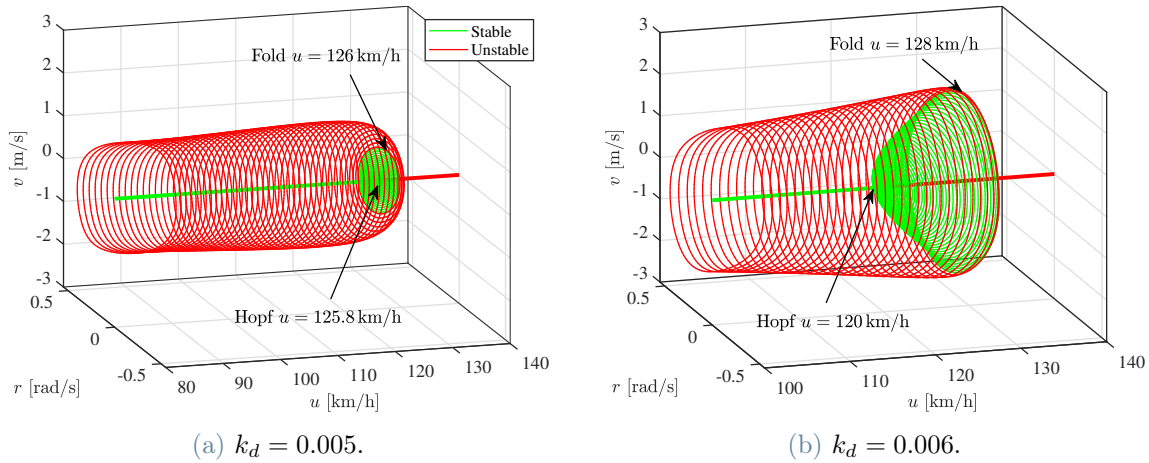 3
2
1
0
-1
-2
-3
v [m/s]
0.5
0
-0.5
r [rad/s]
80
90
100
110
120
130
140
u [km/h]
Stable
Unstable
Fold u = 126 km/h
Hopf u = 125.8 km/h
(a) k_d = 0.005.
3
2
1
0
-1
-2
-3
v [m/s]
0.5
0
-0.5
r [rad/s]
100
110
120
130
140
u [km/h]
Fold u = 128 km/h
Hopf u = 120 km/h
(b) k_d = 0.006.